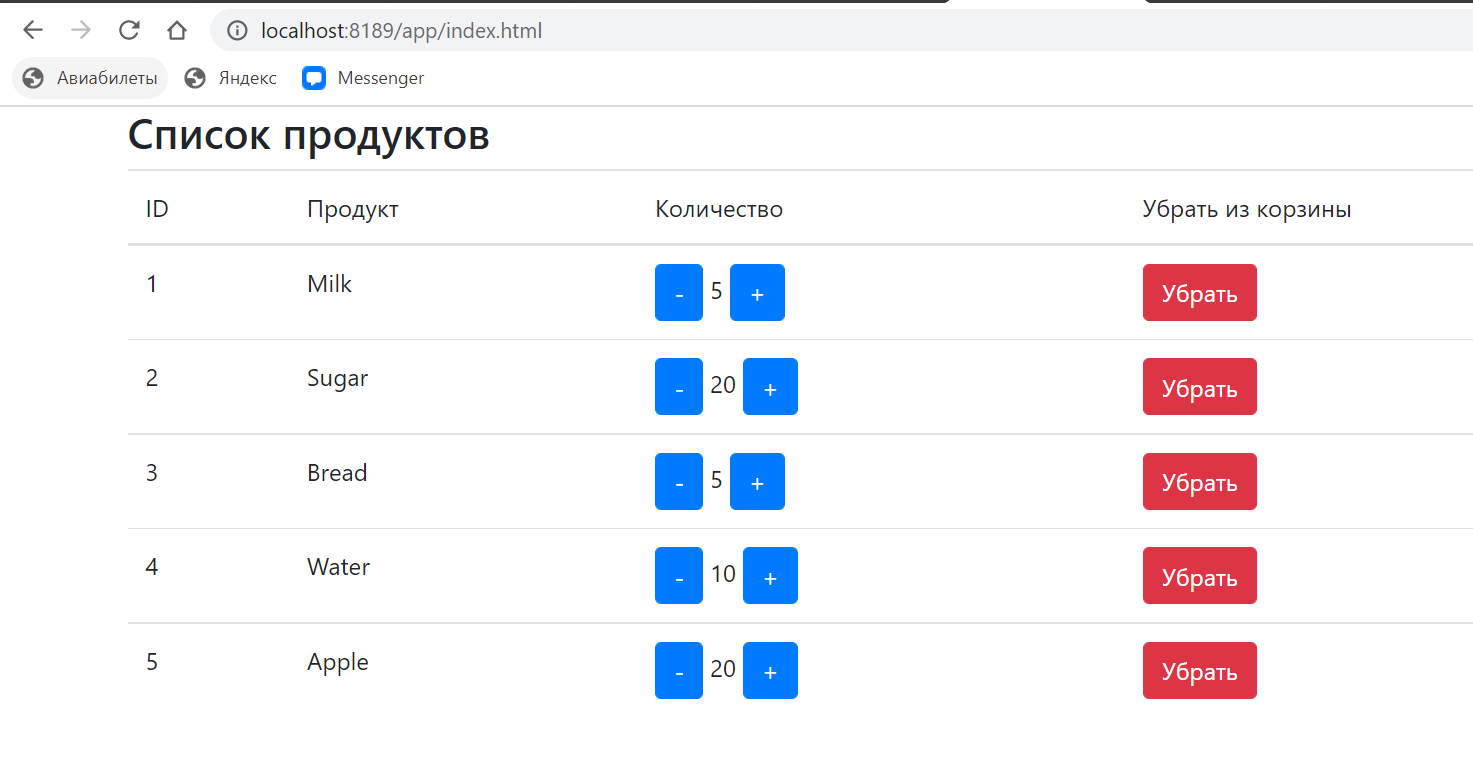 localhost:8189/app/index.html
Авиабилеты Яндекс Messenger
Список продуктов
ID Продукт Количество Убрать из корзины
1 Milk - 5 + Убрать
2 Sugar - 20 + Убрать
3 Bread - 5 + Убрать
4 Water - 10 + Убрать
5 Apple - 20 + Убрать